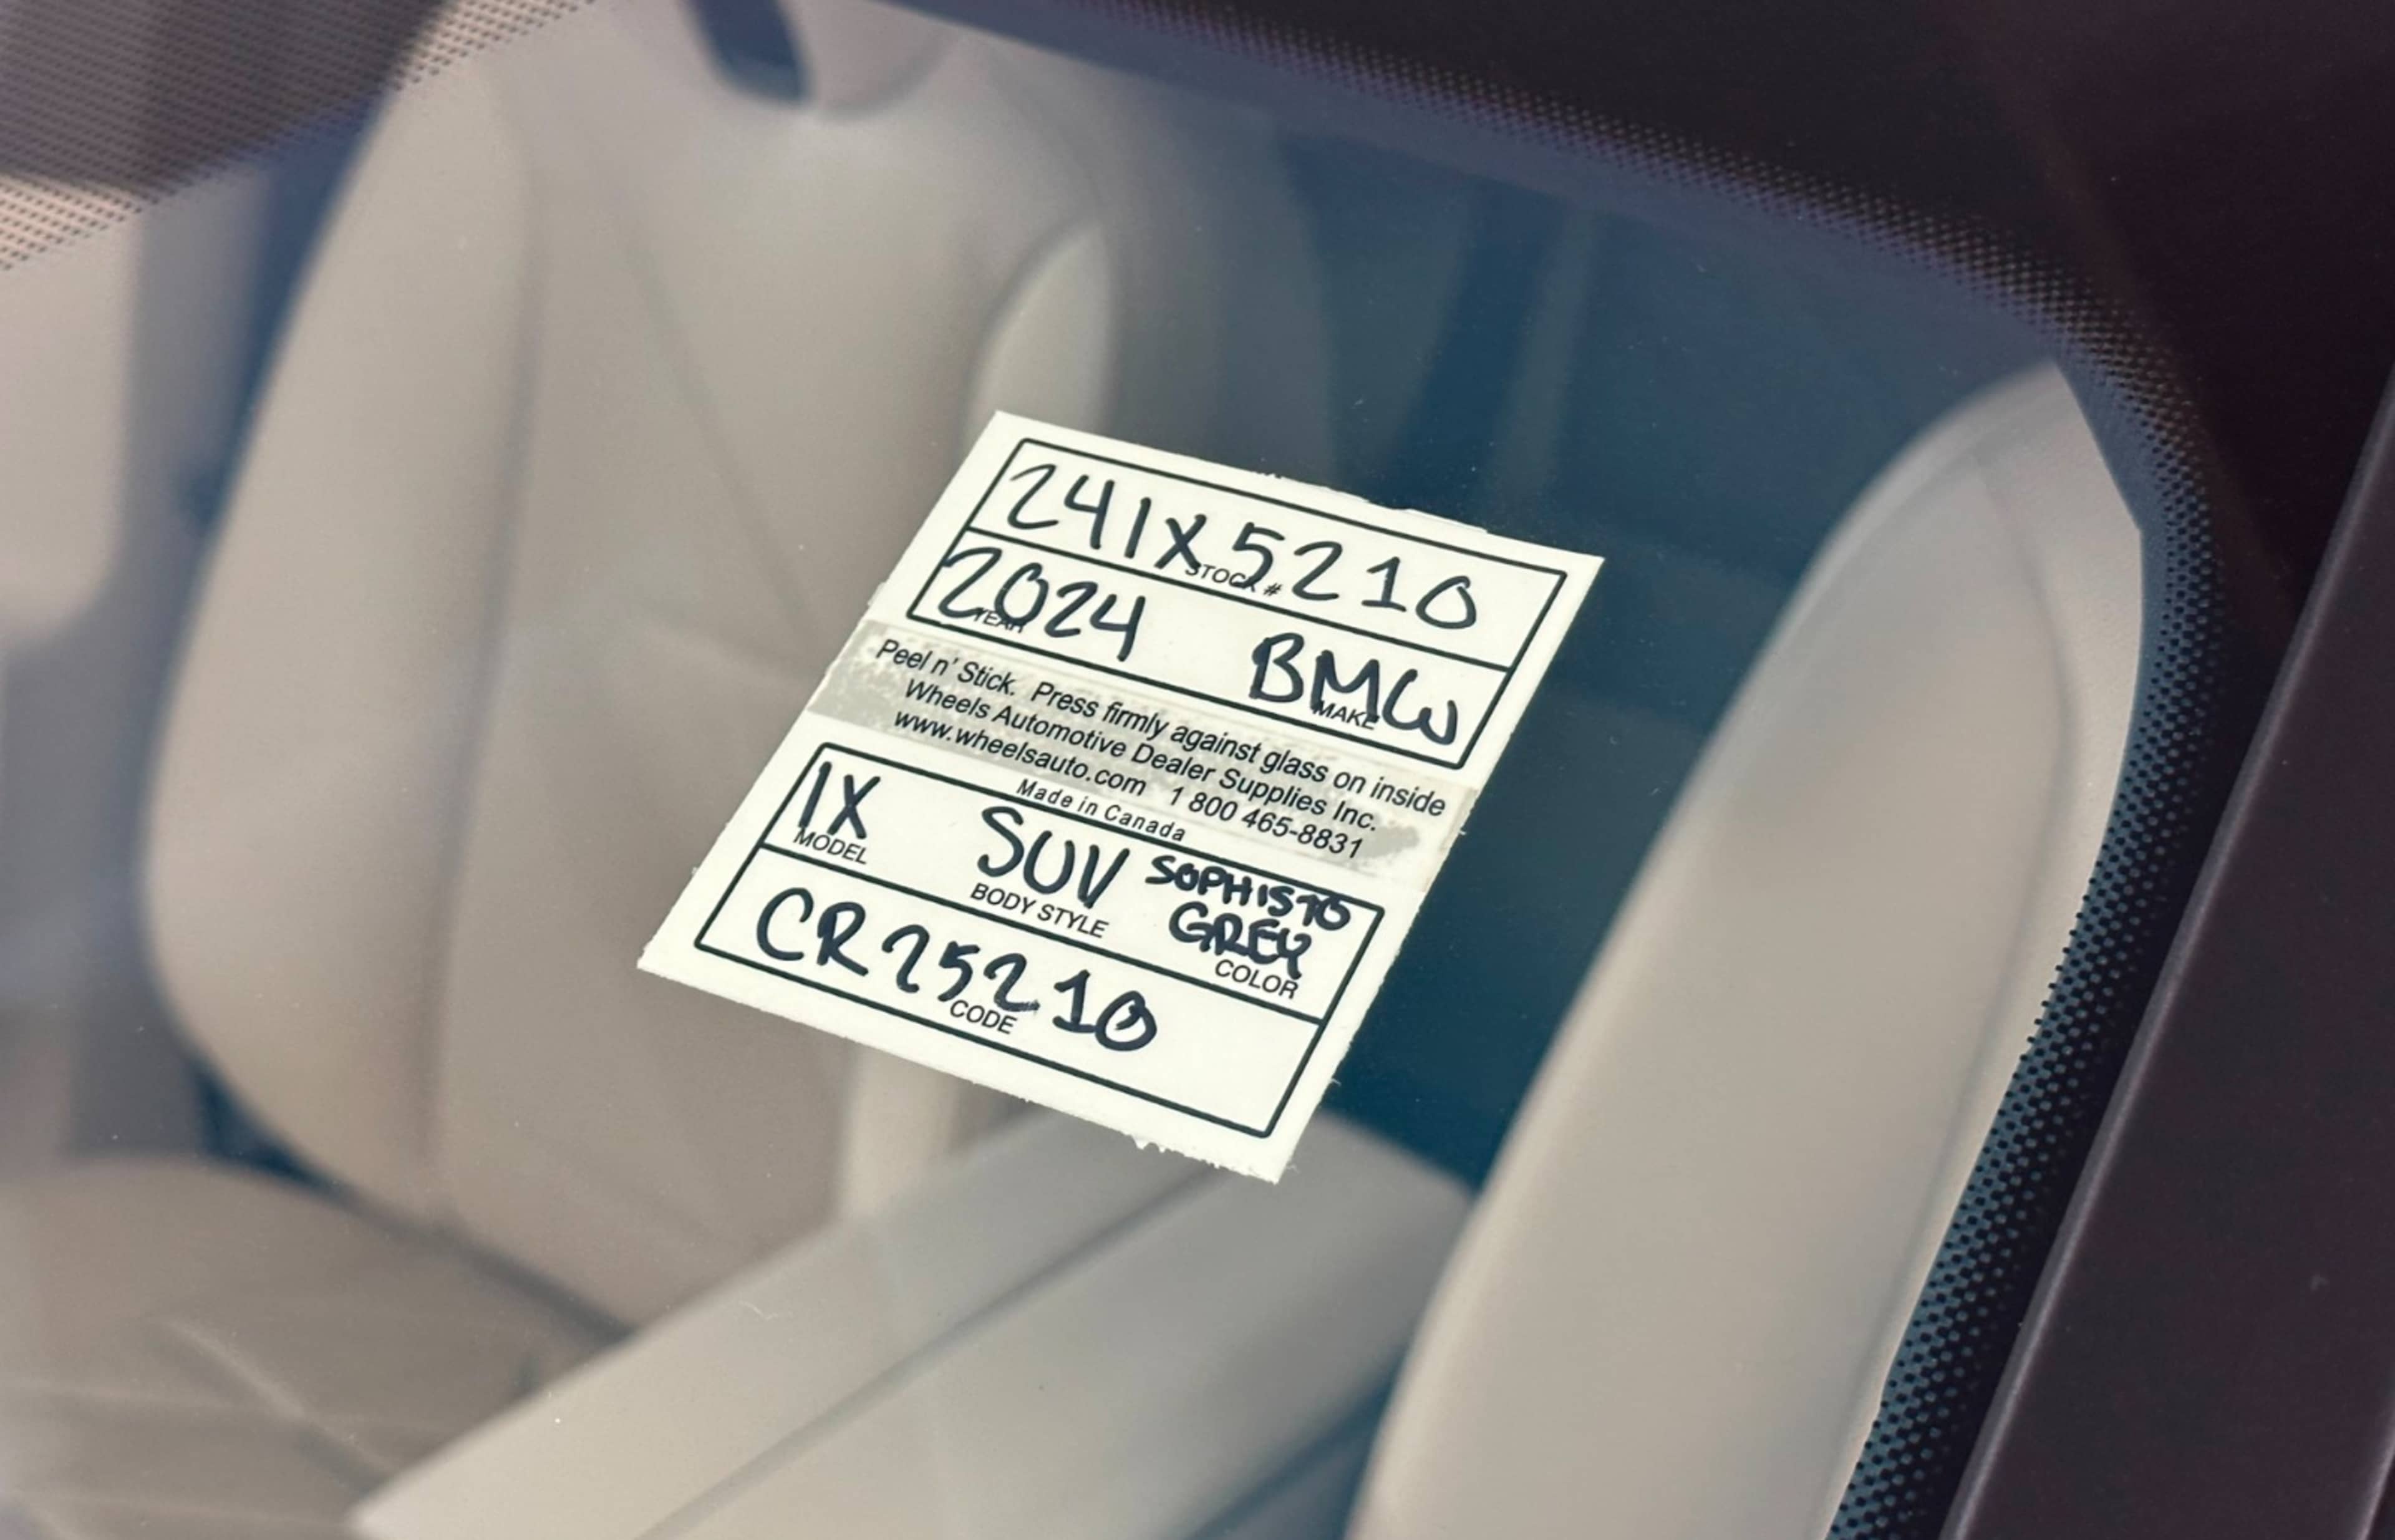 24IX5210
STOCK #
2024 BMW
YEAR MAKE
Peel n' Stick. Press firmly against glass on inside
Wheels Automotive Dealer Supplies Inc.
www.wheelsauto.com 1 800 465-8831
Made in Canada
IX SUV SOPHISTO
GREY
MODEL BODY STYLE COLOR
CR25210
CODE